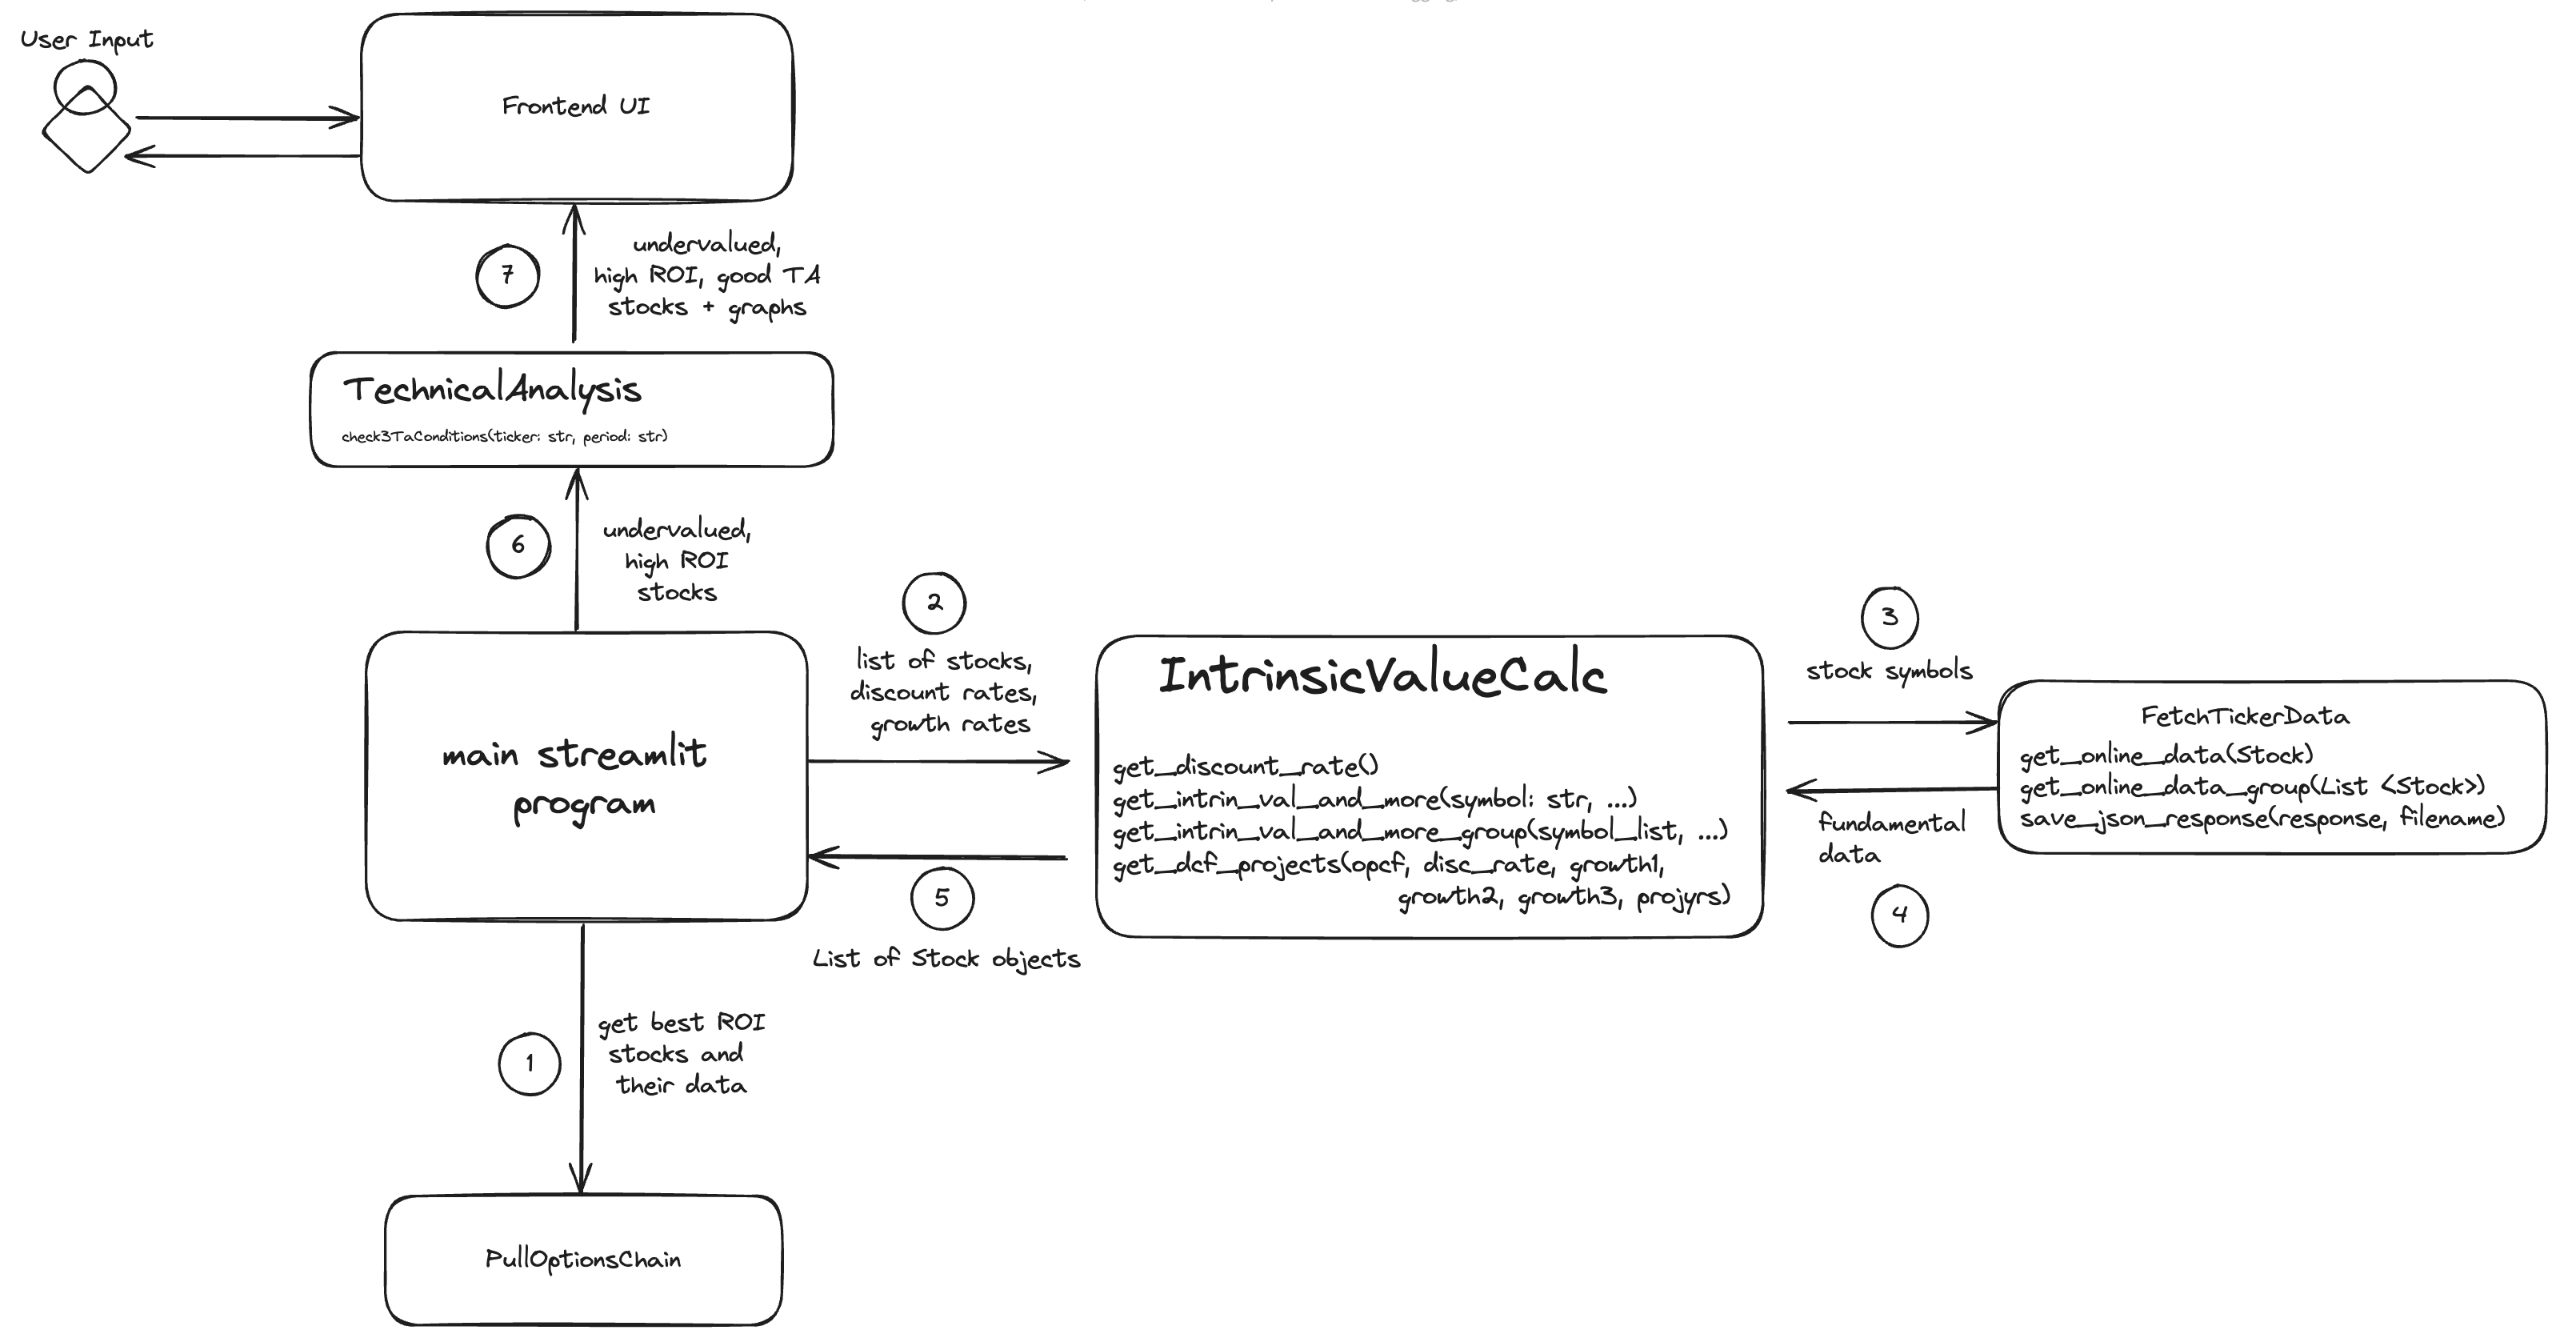 User Input
Frontend UI
7
undervalued,
high ROI, good TA
stocks + graphs
TechnicalAnalysis
check3TaConditions(ticker: str, period: str)
6
undervalued,
high ROI
stocks
2
list of stocks,
discount rates,
growth rates
3
stock symbols
main streamlit
program
IntrinsicValueCalc
get_discount_rate()
get_intrin_val_and_more(symbol: str, ...)
get_intrin_val_and_more_group(symbol_list, ...)
get_dcf_projects(opcf, disc_rate, growth1,
growth2, growth3, projyrs)
FetchTickerData
get_online_data(Stock)
get_online_data_group(List <Stock>)
save_json_response(response, filename)
fundamental
data
4
5
List of Stock objects
1
get best ROI
stocks and
their data
PullOptionsChain